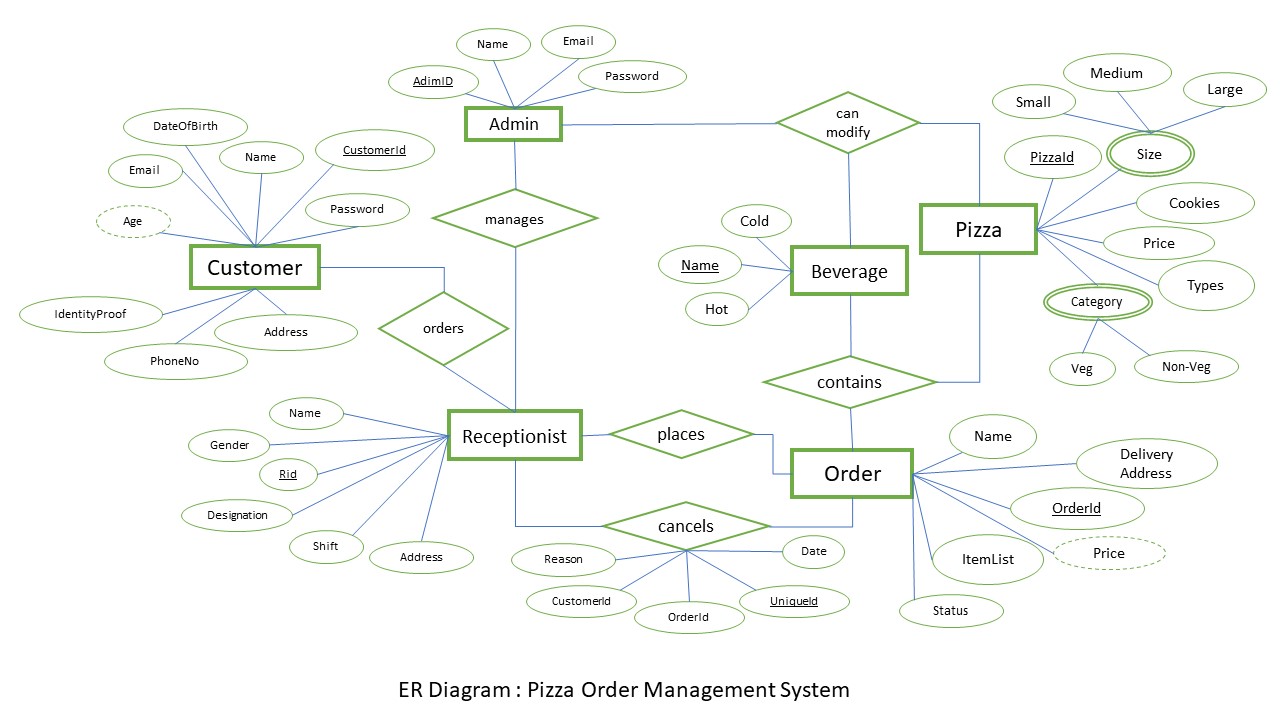 Name
Email
AdimID
Password
Admin
can
modify
Small
Medium
Large
Size
PizzaId
Cookies
Price
Types
Category
Veg
Non-Veg
Pizza
DateOfBirth
Name
CustomerId
Email
Age
Password
Customer
IdentityProof
PhoneNo
Address
manages
orders
Cold
Name
Hot
Beverage
contains
Name
Gender
Rid
Designation
Shift
Address
Receptionist
places
Order
Name
Delivery
Address
OrderId
Price
ItemList
Status
cancels
Reason
CustomerId
OrderId
UniqueId
Date
ER Diagram : Pizza Order Management System